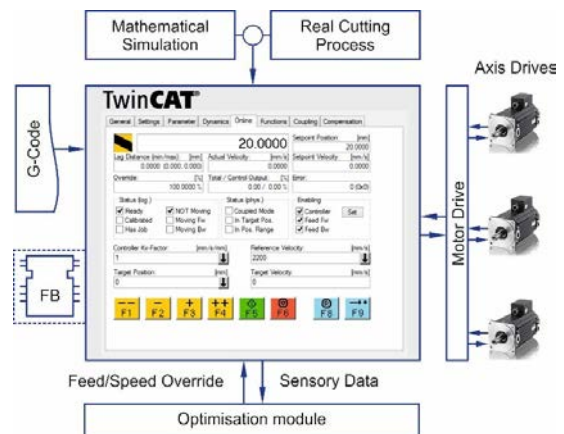 Mathematical
Simulation
Real Cutting
Process
Axis Drives
TwinCAT®
General Settings Parameter Dynamics Online Functions Coupling Compensation
20.0000
Setpoint Position: [mm]
20.0000
Lag Distance (min/max): [mm]
Actual Velocity: [mm/s]
Setpoint Velocity: [mm/s]
0.0000 (0.000, 0.000)
0.0000
0.0000
Override: [%]
Total / Control Output: [%]
Error:
100.0000 %
0.00 / 0.00 %
0 (0x0)
Status (log.)
Status (phys.)
Enabling
Ready
NOT Moving
Coupled Mode
Controller
Set
Calibrated
Moving Fw
In Target Pos.
Feed Fw
Has Job
Moving Bw
In Pos. Range
Feed Bw
Controller Kv-Factor: [mm/s/mm]
Reference Velocity: [mm/s]
1
2200
Target Position: [mm]
Target Velocity: [mm/s]
0
0
-- F1
- F2
+ F3
++ F4
F5
F6
F8
F9
G-Code
FB
Motor Drive
Feed/Speed Override
Sensory Data
Optimisation module